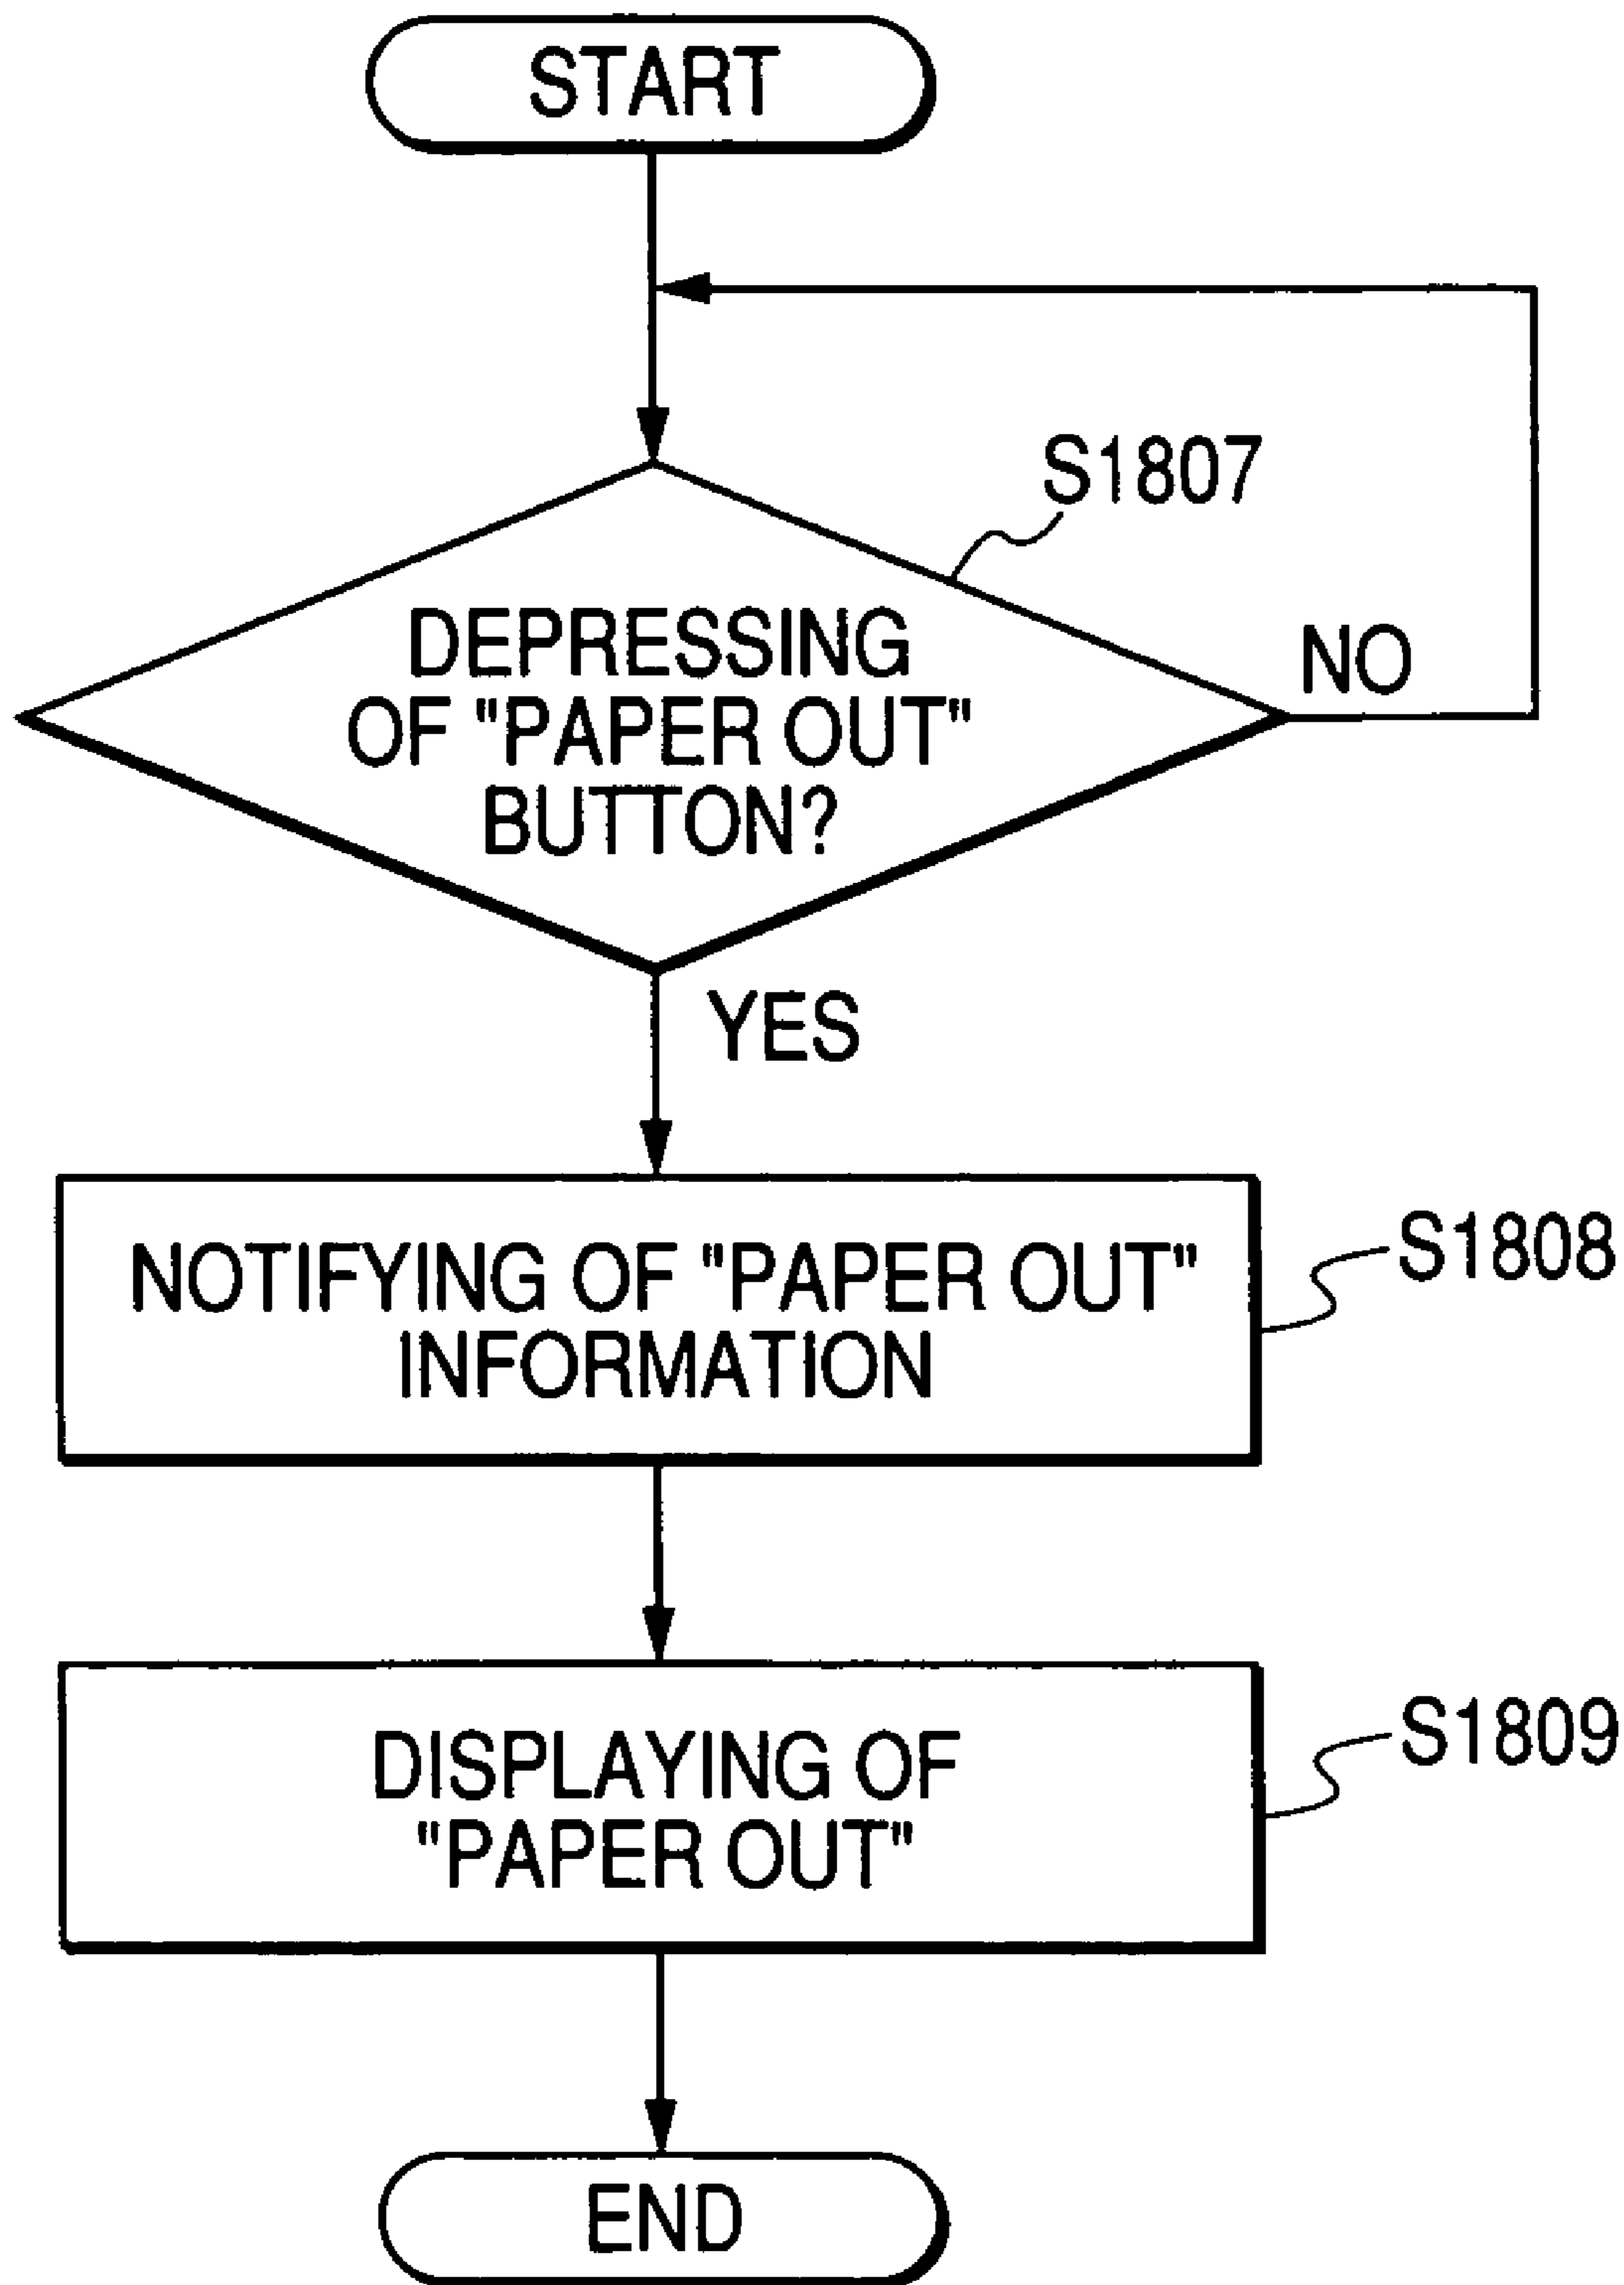 START
S1807
DEPRESSING
OF "PAPER OUT"
BUTTON?
NO
YES
NOTIFYING OF "PAPER OUT"
INFORMATION
S1808
DISPLAYING OF
"PAPER OUT"
S1809
END